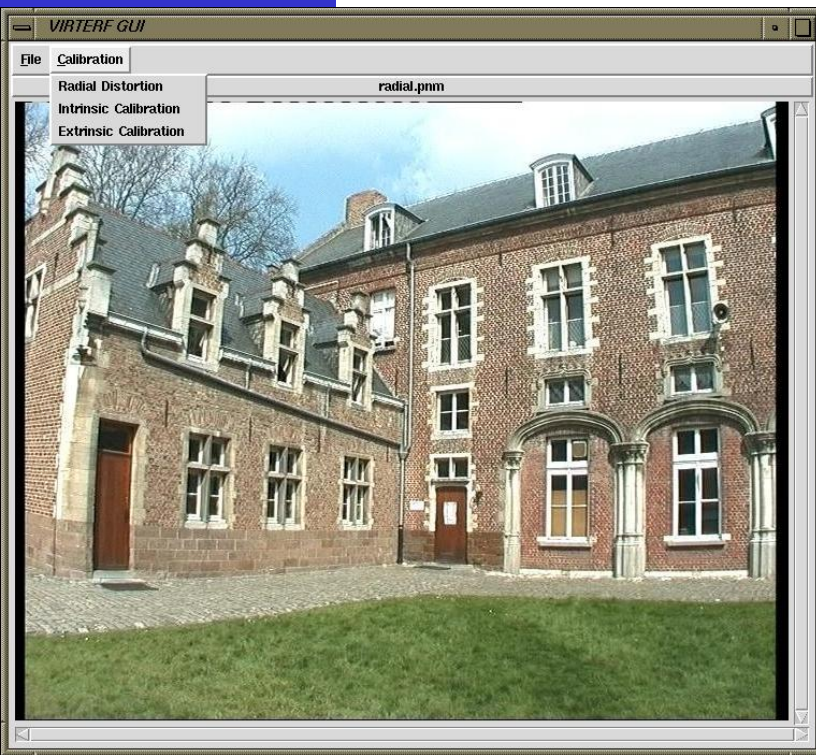 VIRTERF GUI
File Calibration
Radial Distortion
Intrinsic Calibration
Extrinsic Calibration
radial.pnm